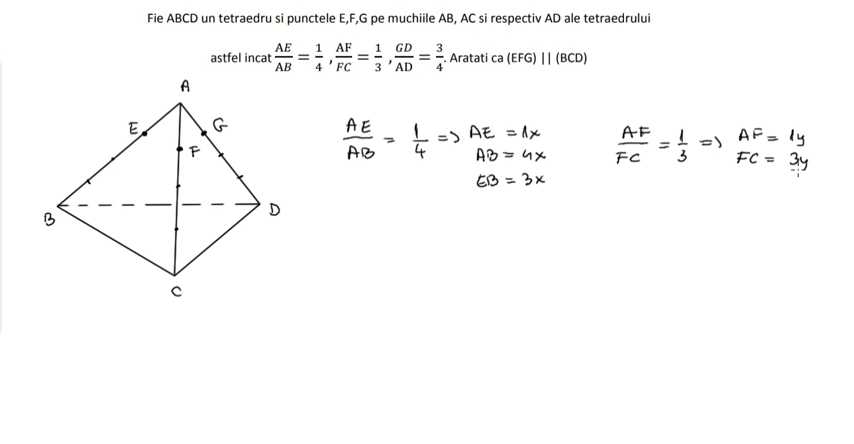 Fie ABCD un tetraedru si punctele E,F,G pe muchiile AB, AC si respectiv AD ale tetraedrului
astfel incat AE/AB = 1/4 , AF/FC = 1/3 , GD/AD = 3/4. Aratati ca (EFG) || (BCD)
A
E
G
F
B
D
C
AE/AB = 1/4 => AE = 1x
AB = 4x
EB = 3x
AF/FC = 1/3 => AF = 1y
FC = 3y